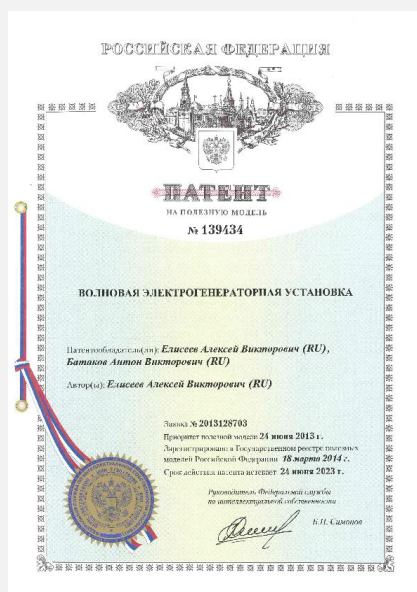 РОССИЙСКАЯ ФЕДЕРАЦИЯ
ПАТЕНТ
НА ПОЛЕЗНУЮ МОДЕЛЬ
№ 139434
ВОЛНОВАЯ ЭЛЕКТРОГЕНЕРАТОРНАЯ УСТАНОВКА
Патентообладатель(ли): Елисеев Алексей Викторович (RU),
Батаков Антон Викторович (RU)
Автор(ы): Елисеев Алексей Викторович (RU)
Заявка № 2013128703
Приоритет полезной модели 24 июня 2013 г.
Зарегистрировано в Государственном реестре полезных
моделей Российской Федерации 18 марта 2014 г.
Срок действия патента истекает 24 июня 2023 г.
Руководитель Федеральной службы
по интеллектуальной собственности
Б.П. Симонов